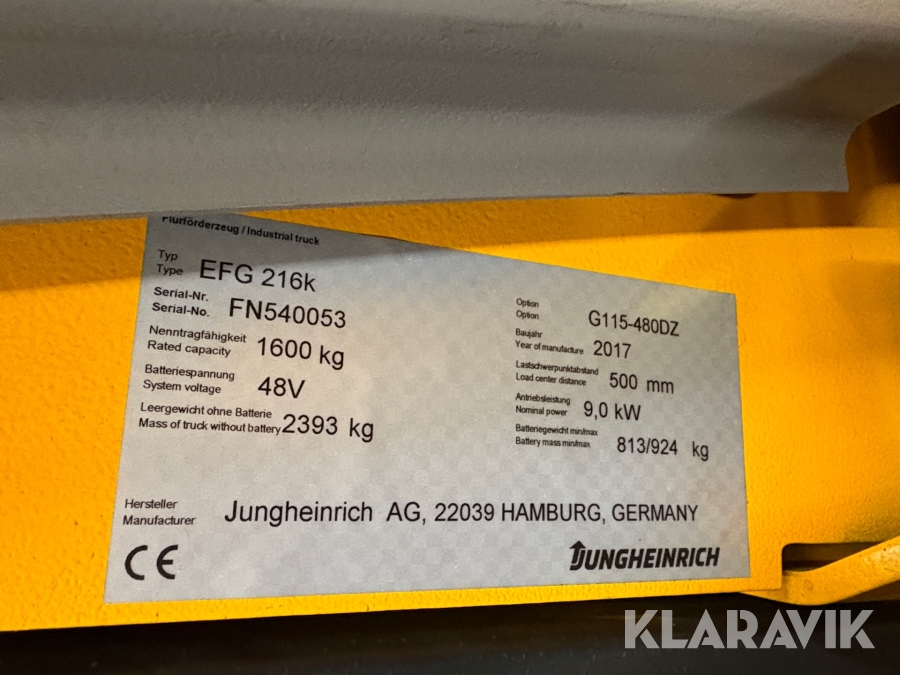 Flurförderzeug / Industrial truck
Typ
Type EFG 216k
Serial-Nr.
Serial-No. FN540053
Nenntragfähigkeit
Rated capacity 1600 kg
Batteriespannung
System voltage 48V
Leergewicht ohne Batterie
Mass of truck without battery 2393 kg
Option
Option G115-480DZ
Baujahr
Year of manufacture 2017
Lastschwerpunktabstand
Load center distance 500 mm
Antriebsleistung
Nominal power 9,0 kW
Batteriegewicht min/max
Battery mass min/max 813/924 kg
Hersteller
Manufacturer Jungheinrich AG, 22039 HAMBURG, GERMANY
CE
JUNGHEINRICH
KLARAVIK